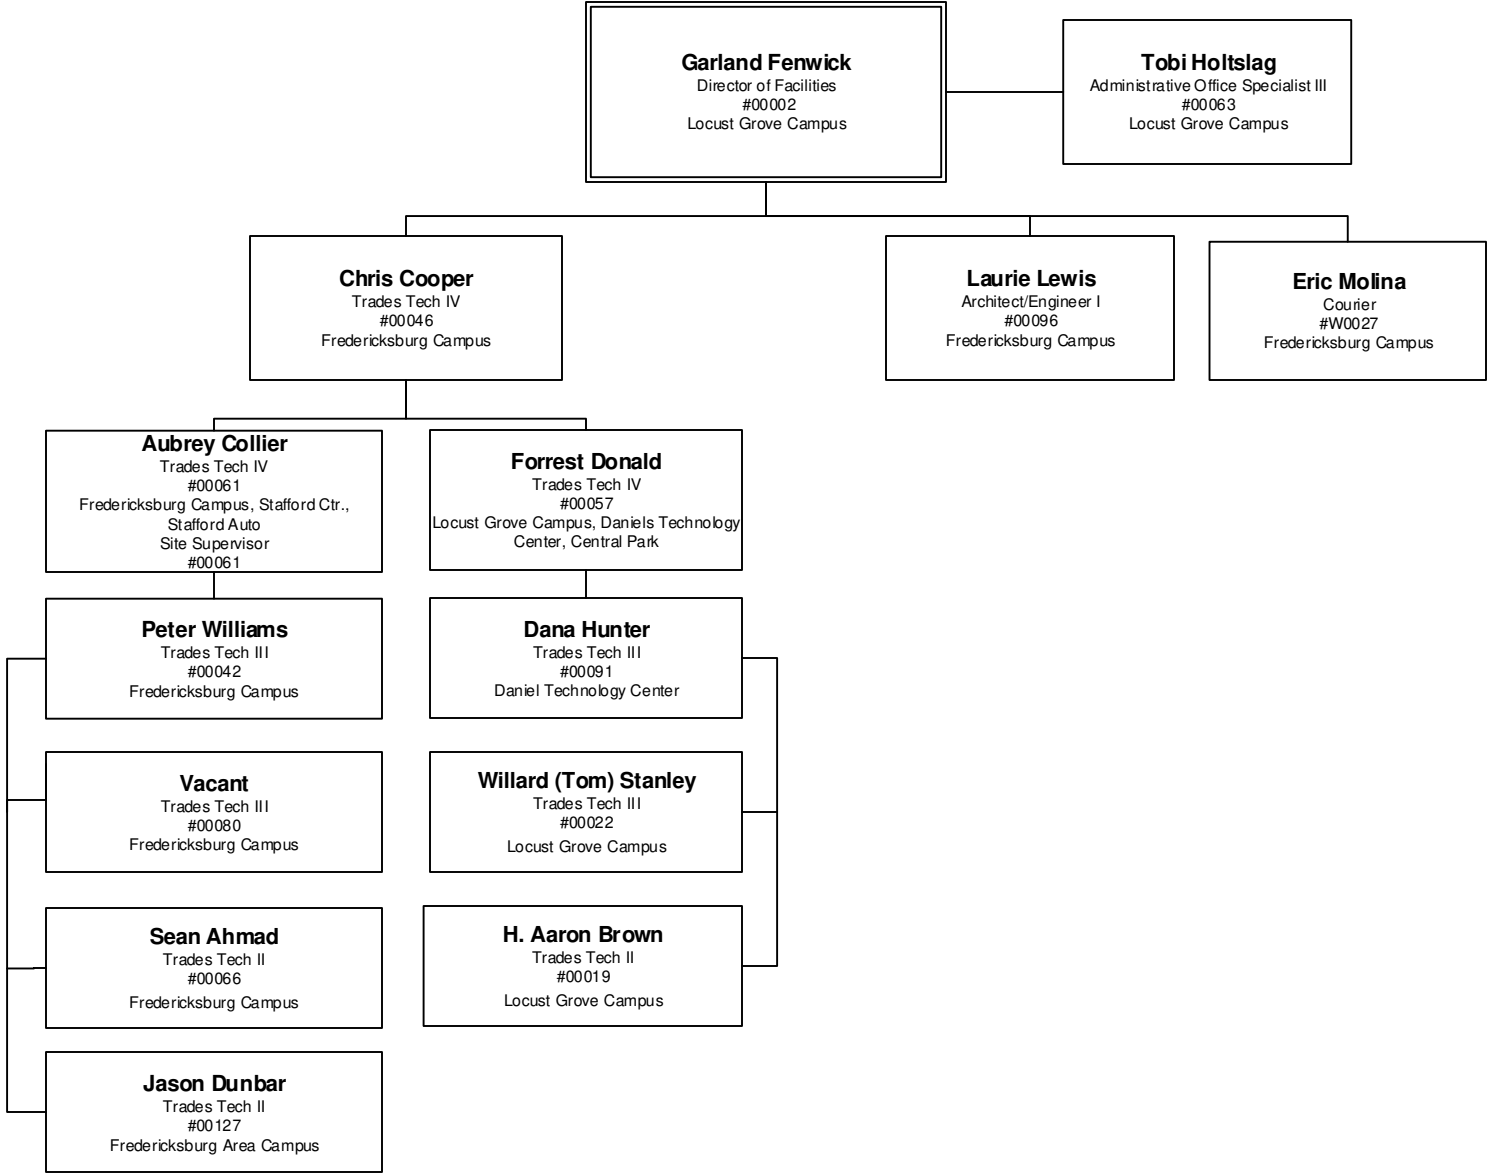 Garland Fenwick
Director of Facilities
#00002
Locust Grove Campus
Tobi Holtslag
Administrative Office Specialist III
#00063
Locust Grove Campus
Chris Cooper
Trades Tech IV
#00046
Fredericksburg Campus
Laurie Lewis
Architect/Engineer I
#00096
Fredericksburg Campus
Eric Molina
Courier
#W0027
Fredericksburg Campus
Aubrey Collier
Trades Tech IV
#00061
Fredericksburg Campus, Stafford Ctr.,
Stafford Auto
Site Supervisor
#00061
Forrest Donald
Trades Tech IV
#00057
Locust Grove Campus, Daniels Technology
Center, Central Park
Peter Williams
Trades Tech III
#00042
Fredericksburg Campus
Dana Hunter
Trades Tech III
#00091
Daniel Technology Center
Vacant
Trades Tech III
#00080
Fredericksburg Campus
Willard (Tom) Stanley
Trades Tech III
#00022
Locust Grove Campus
Sean Ahmad
Trades Tech II
#00066
Fredericksburg Campus
H. Aaron Brown
Trades Tech II
#00019
Locust Grove Campus
Jason Dunbar
Trades Tech II
#00127
Fredericksburg Area Campus